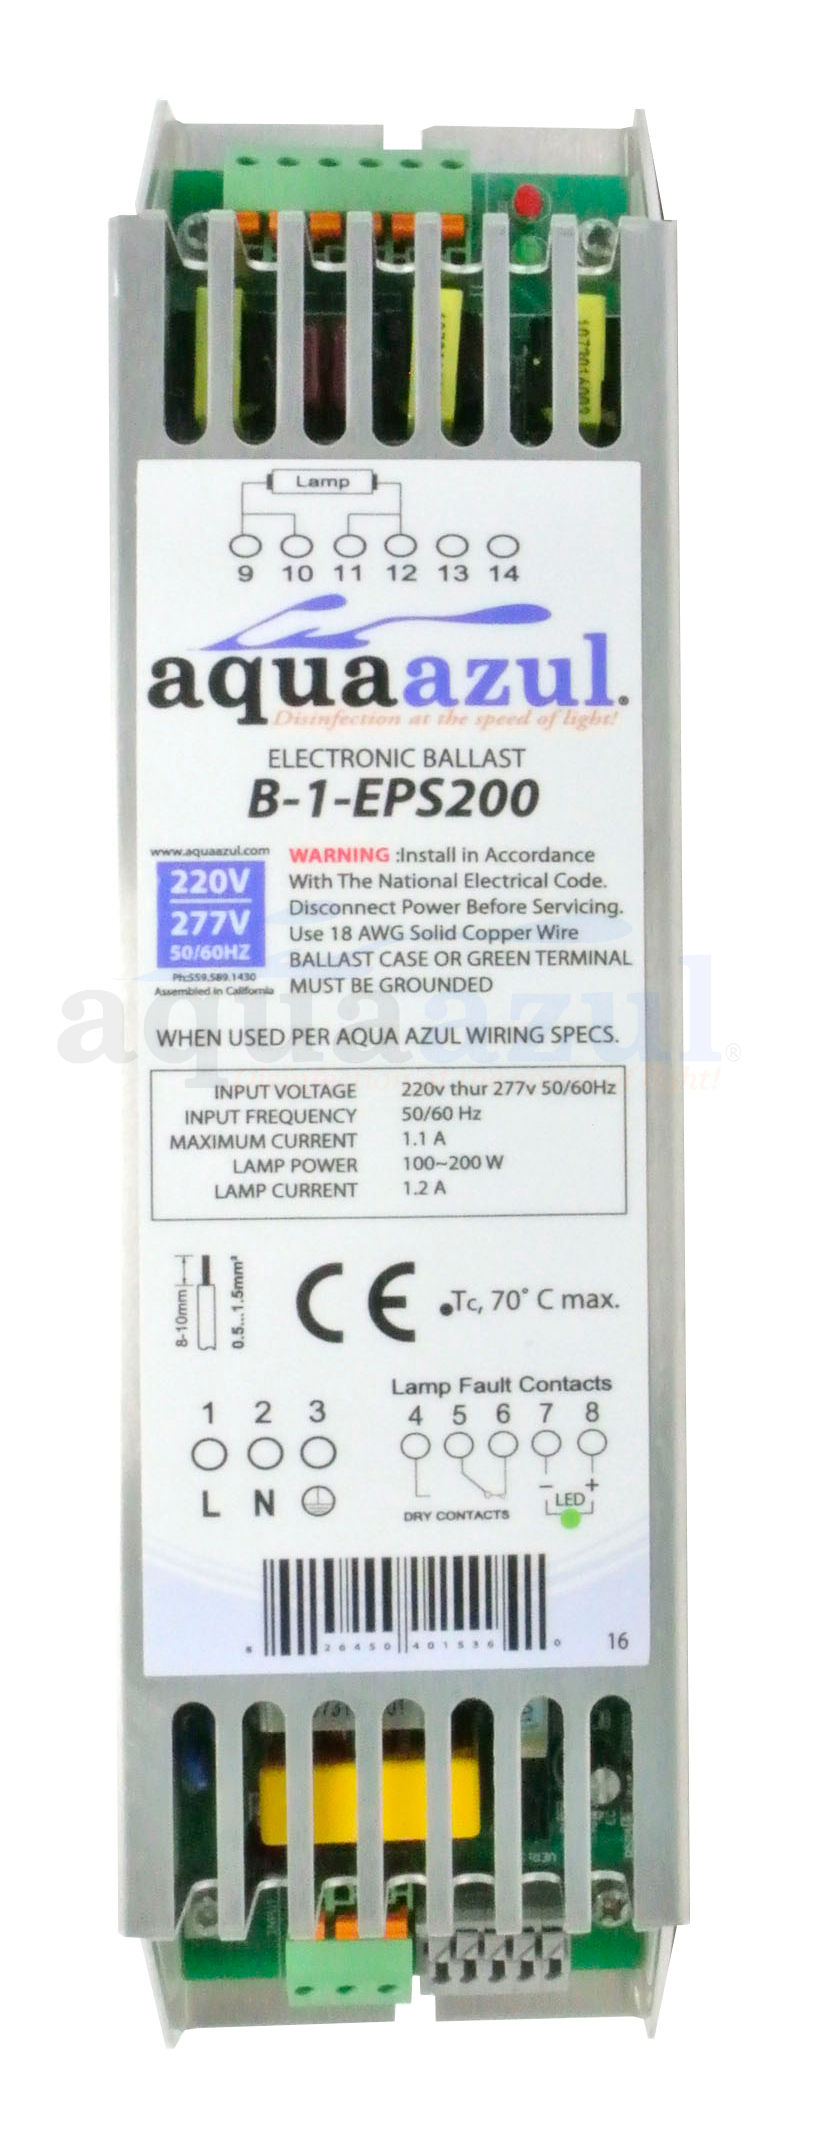 Lamp
9 10 11 12 13 14
aquaazul®
Disinfection at the speed of light!
ELECTRONIC BALLAST
B-1-EPS200
www.aquaazul.com
220V
277V
50/60HZ
Ph:559.589.1430
Assembled in California
WARNING :Install in Accordance
With The National Electrical Code.
Disconnect Power Before Servicing.
Use 18 AWG Solid Copper Wire
BALLAST CASE OR GREEN TERMINAL
MUST BE GROUNDED
aquaazul®
WHEN USED PER AQUA AZUL WIRING SPECS.
INPUT VOLTAGE 220v thur 277v 50/60Hz
INPUT FREQUENCY 50/60 Hz
MAXIMUM CURRENT 1.1 A
LAMP POWER 100~200 W
LAMP CURRENT 1.2 A
8-10mm
0.5...1.5mm²
CE
.Tc, 70° C max.
Lamp Fault Contacts
1 2 3
L N
4 5 6 7 8
- +
LED
DRY CONTACTS
8 26450 401536 0
16